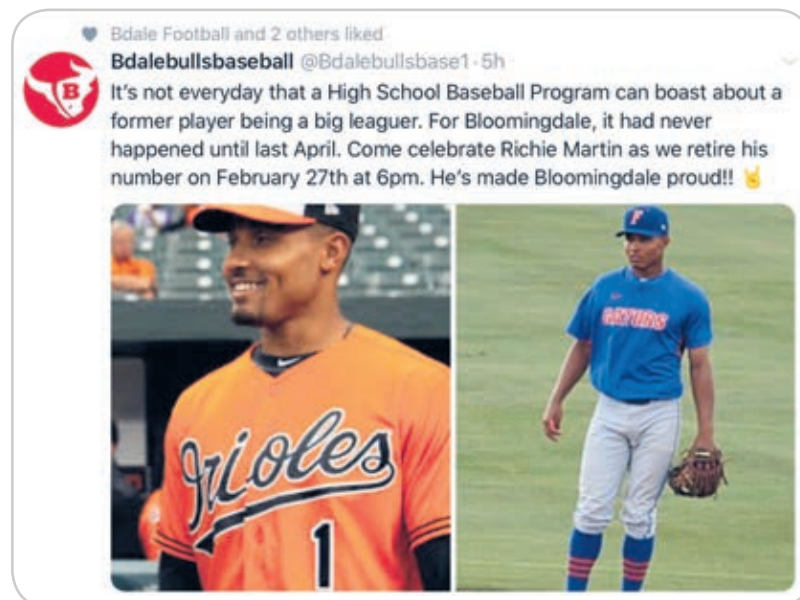 Bdale Football and 2 others liked
Bdalebullsbaseball @Bdalebullsbase1 · 5h
B
It's not everyday that a High School Baseball Program can boast about a
former player being a big leaguer. For Bloomingdale, it had never
happened until last April. Come celebrate Richie Martin as we retire his
number on February 27th at 6pm. He's made Bloomingdale proud!! 🤘
F
GATORS
Orioles
1